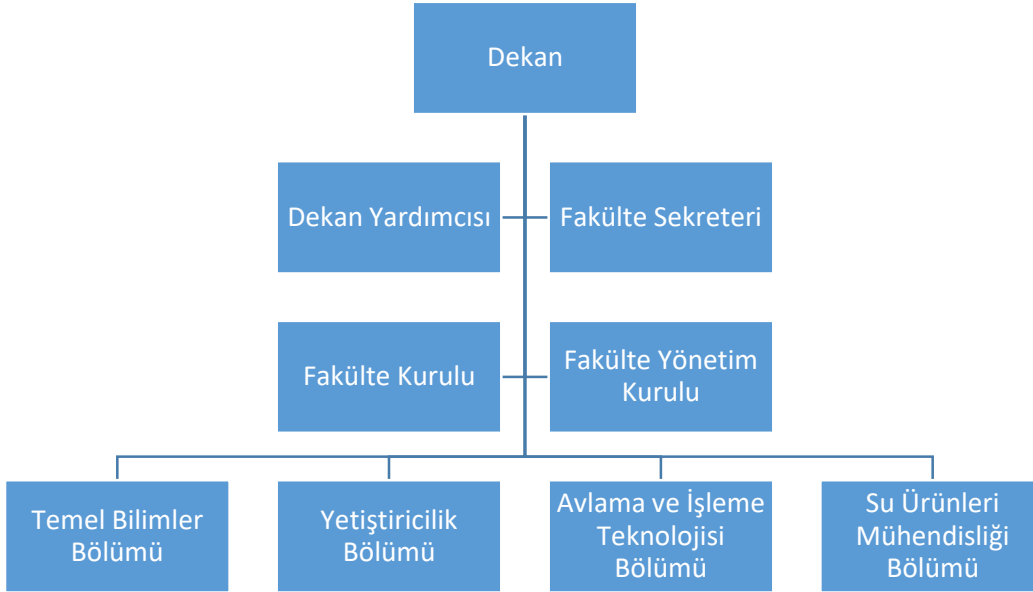 Dekan
Dekan Yardımcısı
Fakülte Sekreteri
Fakülte Kurulu
Fakülte Yönetim
Kurulu
Temel Bilimler
Bölümü
Yetiştiricilik
Bölümü
Avlama ve İşleme
Teknolojisi
Bölümü
Su Ürünleri
Mühendisliği
Bölümü